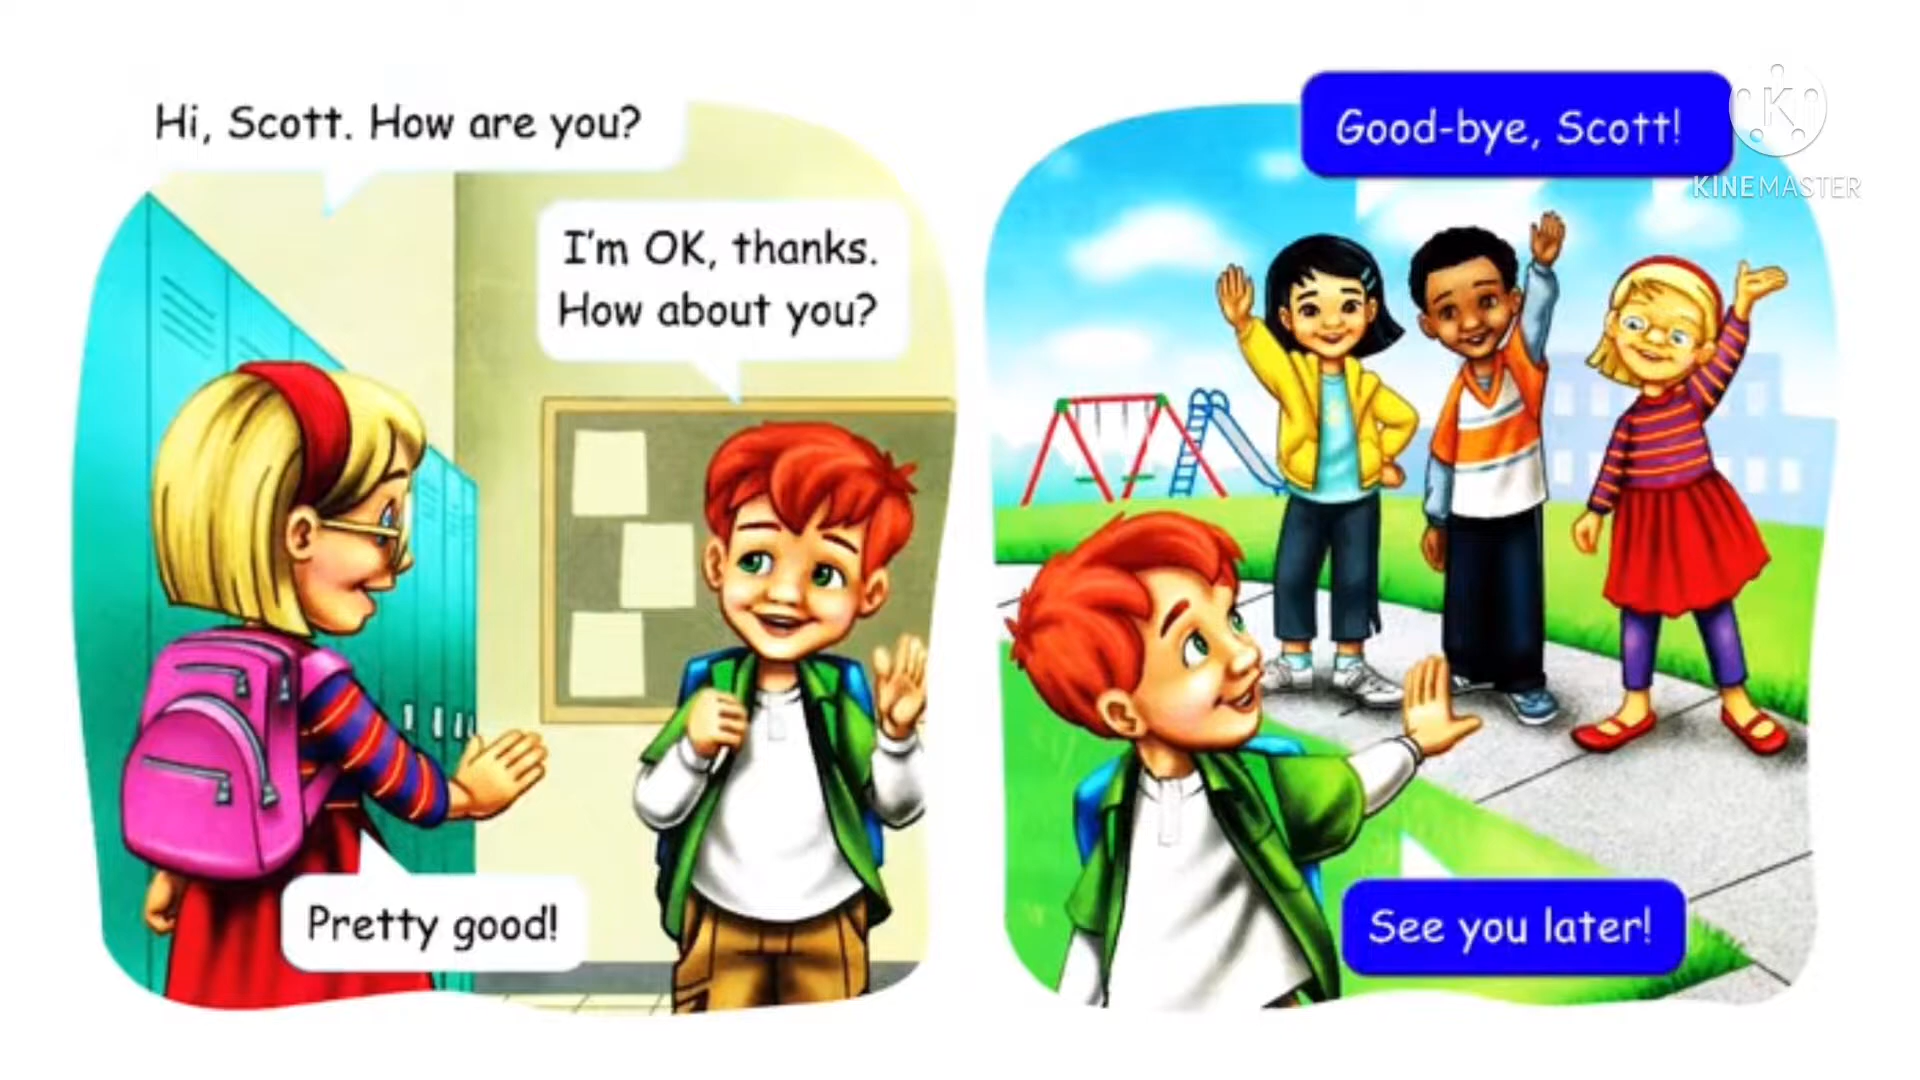 Hi, Scott. How are you?
I'm OK, thanks.
How about you?
Pretty good!
Good-bye, Scott!
K
KINEMASTER
See you later!